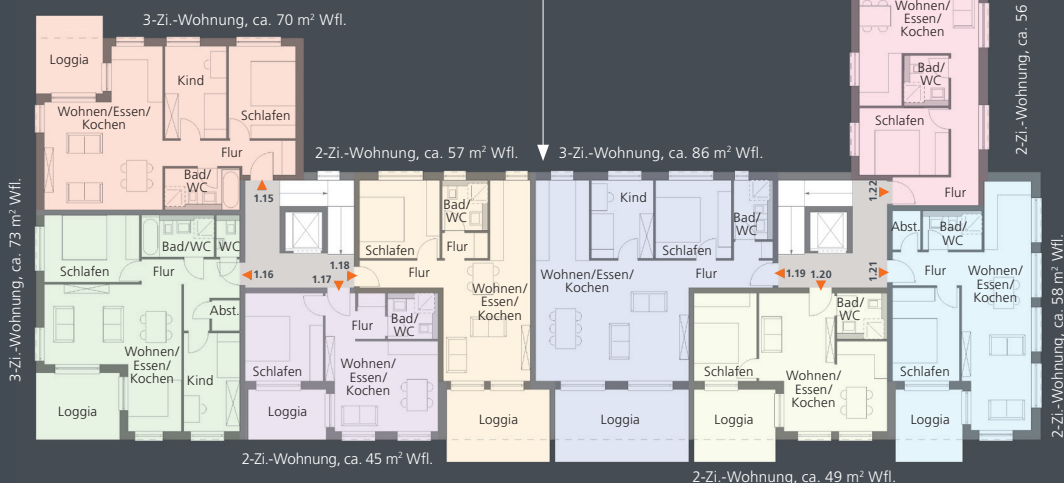 3-Zi.-Wohnung, ca. 70 m² Wfl.
Loggia
Kind
Schlafen
Wohnen/Essen/
Kochen
Flur
Bad/
WC
1.15
3-Zi.-Wohnung, ca. 73 m² Wfl.
Schlafen
Bad/WC
WC
Flur
Abst.
Wohnen/
Essen/
Kochen
Kind
Loggia
1.16
2-Zi.-Wohnung, ca. 57 m² Wfl.
1.18
1.17
Schlafen
Bad/
WC
Flur
Flur
Wohnen/
Essen/
Kochen
Loggia
Schlafen
Flur
Bad/
WC
Wohnen/
Essen/
Kochen
Loggia
2-Zi.-Wohnung, ca. 45 m² Wfl.
3-Zi.-Wohnung, ca. 86 m² Wfl.
Kind
Schlafen
Bad/
WC
Wohnen/Essen/
Kochen
Flur
Loggia
1.19
1.20
Bad/
WC
Schlafen
Wohnen/
Essen/
Kochen
Loggia
2-Zi.-Wohnung, ca. 49 m² Wfl.
Wohnen/
Essen/
Kochen
Bad/
WC
Schlafen
Flur
1.22
2-Zi.-Wohnung, ca. 56
1.21
Abst.
Bad/
WC
Flur
Wohnen/
Essen/
Kochen
Schlafen
Loggia
2-Zi.-Wohnung, ca. 58 m² Wfl.